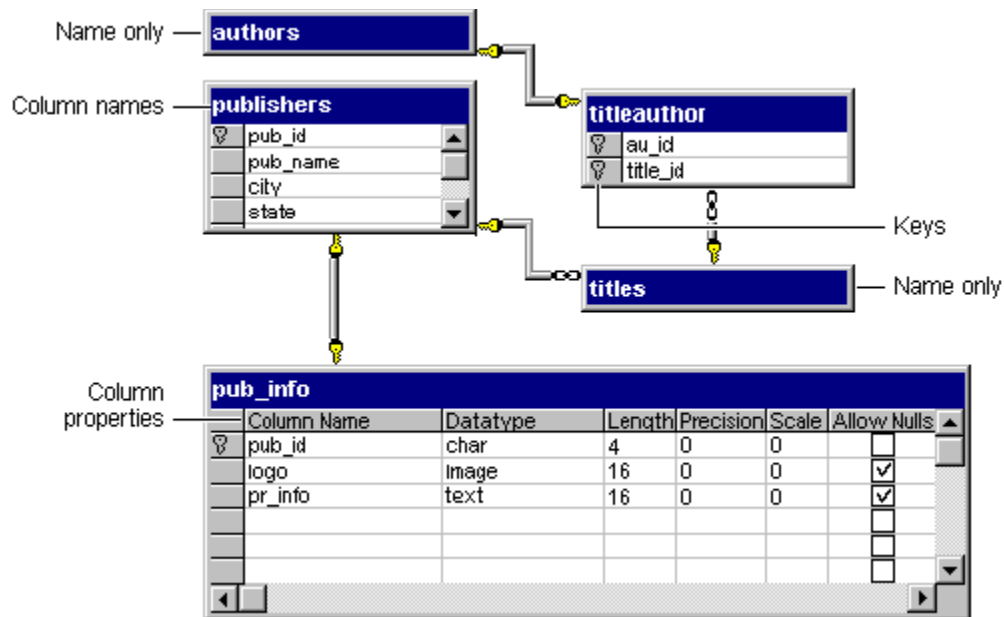 Name only
authors
Column names
publishers
pub_id
pub_name
city
state
titleauthor
au_id
title_id
Keys
titles
Name only
Column
properties
pub_info
Column Name Datatype Length Precision Scale Allow Nulls
pub_id char 4 0 0
logo image 16 0 0
pr_info text 16 0 0